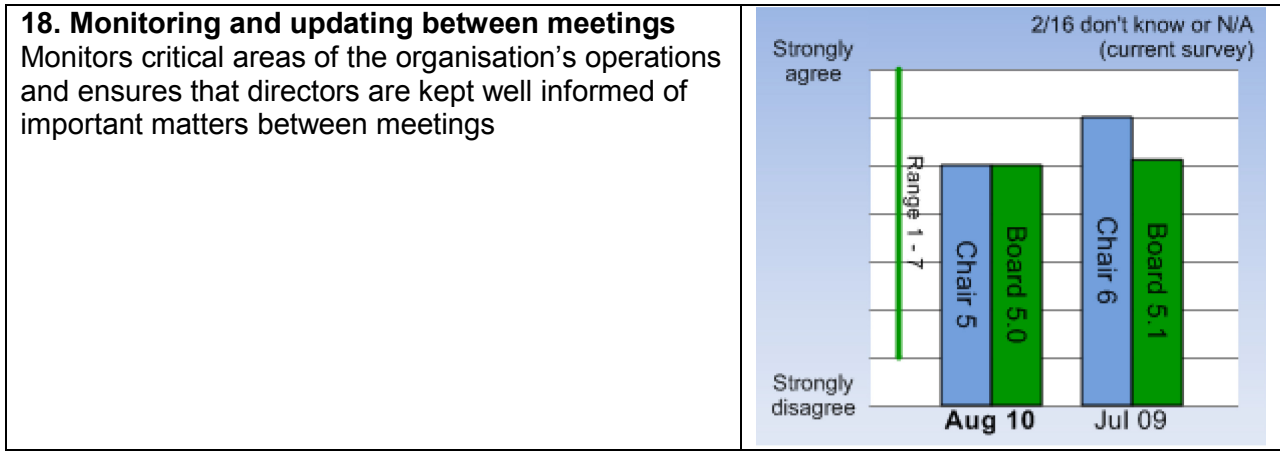 18. Monitoring and updating between meetings
Monitors critical areas of the organisation’s operations
and ensures that directors are kept well informed of
important matters between meetings
2/16 don't know or N/A
(current survey)
Strongly
agree
Range 1 - 7
Chair 5
Board 5.0
Chair 6
Board 5.1
Strongly
disagree
Aug 10
Jul 09